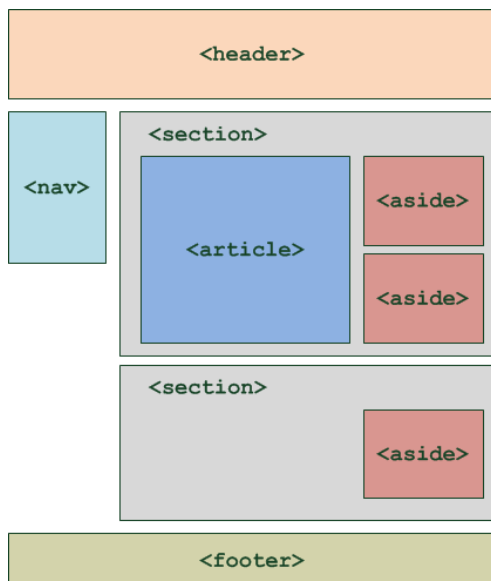 <header>
<nav>
<section>
<article>
<aside>
<aside>
<section>
<aside>
<footer>